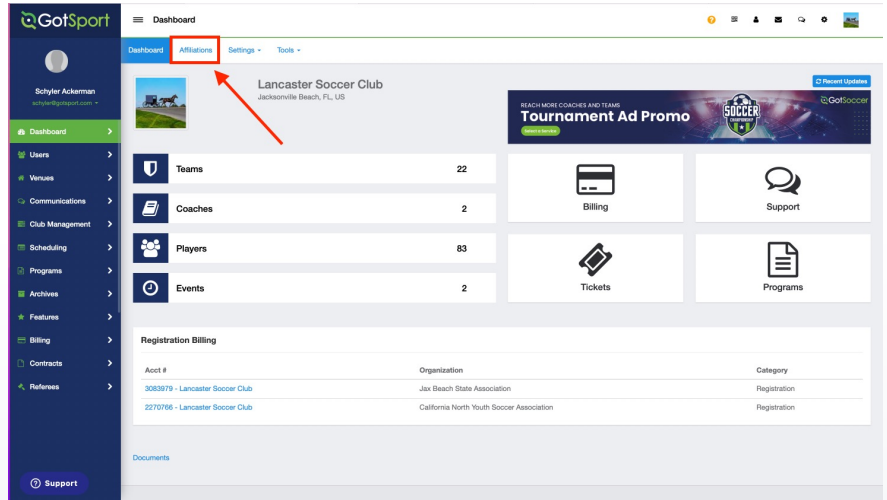 GotSport
Dashboard
Schyler Ackerman
schyler@gotsport.com
Dashboard
Users
Venues
Communications
Club Management
Scheduling
Programs
Archives
Features
Billing
Contracts
Referees
Support
Dashboard Affiliations Settings Tools
Lancaster Soccer Club
Jacksonville Beach, FL, US
Recent Updates
REACH MORE COACHES AND TEAMS
Tournament Ad Promo
Select a Service
SOCCER
CHAMPIONSHIP
GotSoccer
Teams 22
Coaches 2
Players 83
Events 2
Billing
Support
Tickets
Programs
Registration Billing
Acct # Organization Category
3083979 - Lancaster Soccer Club Jax Beach State Association Registration
2270766 - Lancaster Soccer Club California North Youth Soccer Association Registration
Documents